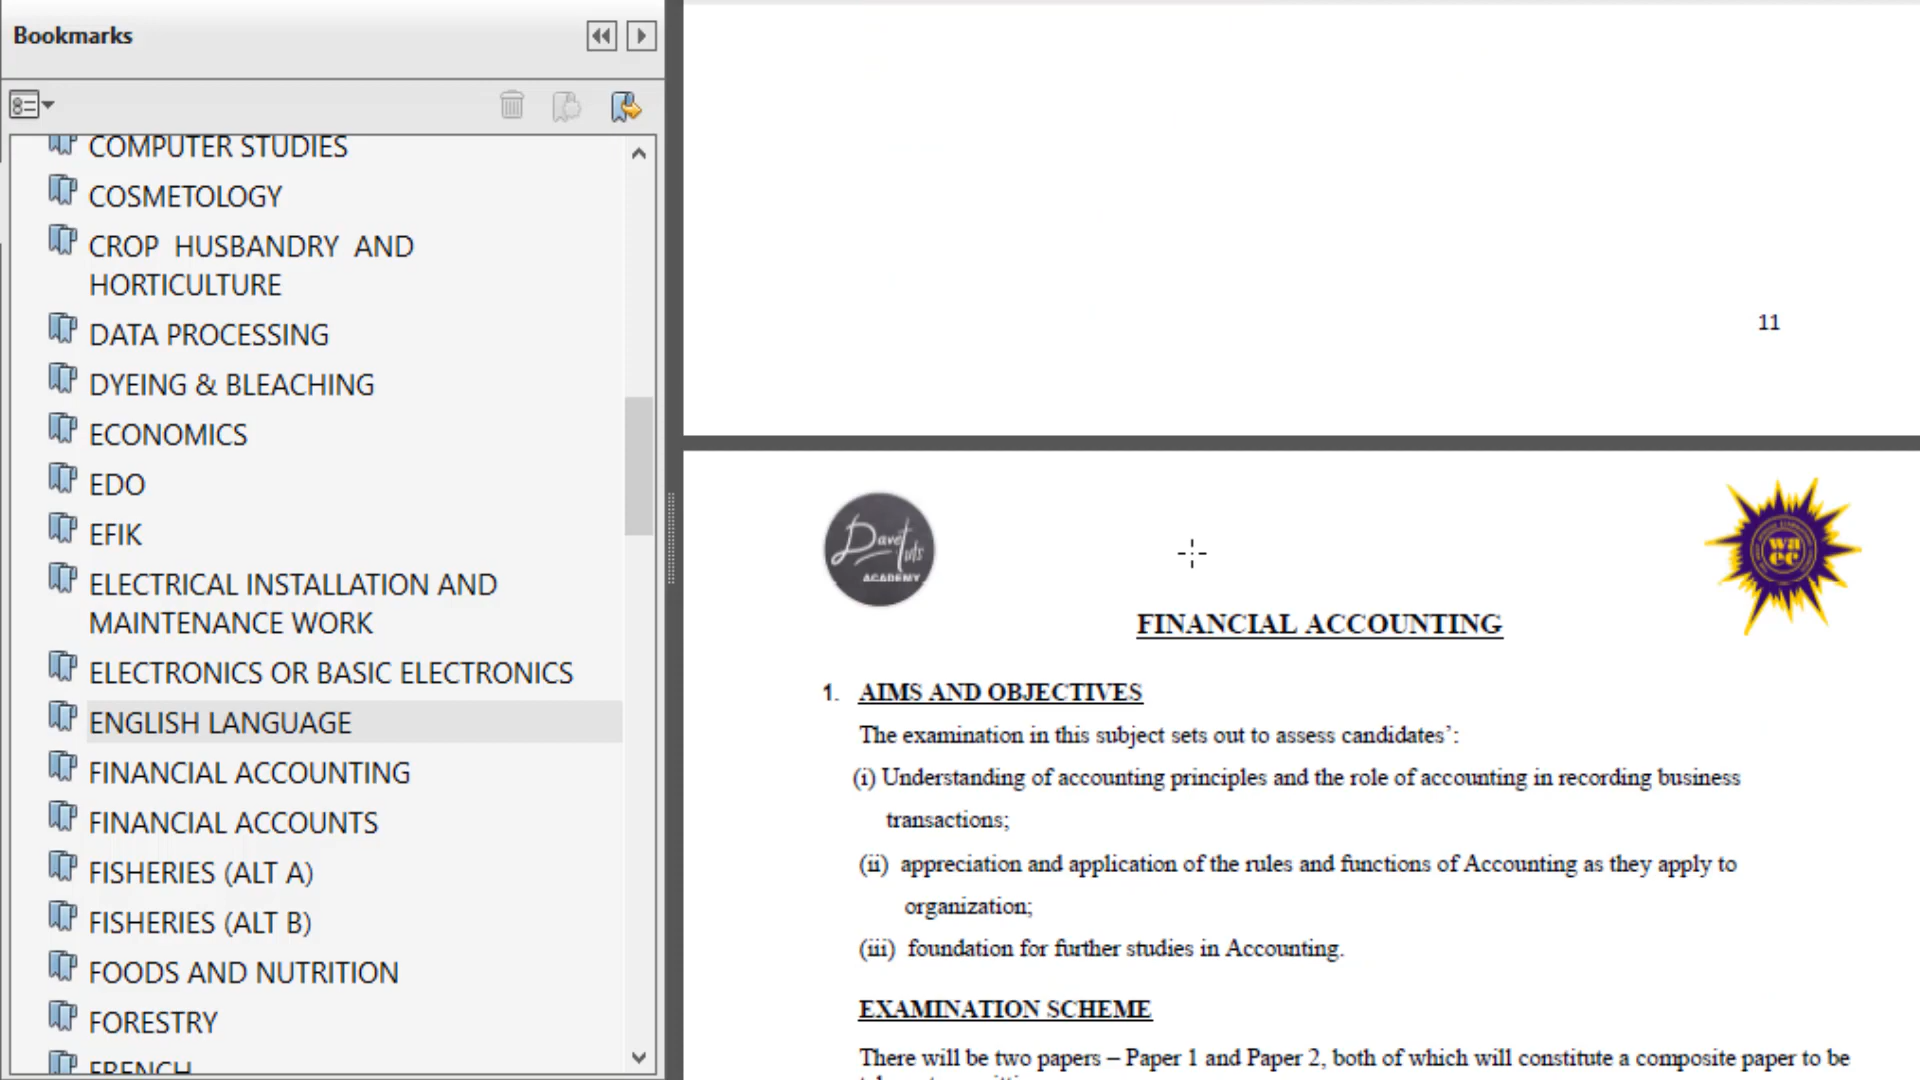 Bookmarks
COMPUTER STUDIES
COSMETOLOGY
CROP HUSBANDRY AND
HORTICULTURE
DATA PROCESSING
DYEING & BLEACHING
ECONOMICS
EDO
EFIK
ELECTRICAL INSTALLATION AND
MAINTENANCE WORK
ELECTRONICS OR BASIC ELECTRONICS
ENGLISH LANGUAGE
FINANCIAL ACCOUNTING
FINANCIAL ACCOUNTS
FISHERIES (ALT A)
FISHERIES (ALT B)
FOODS AND NUTRITION
FORESTRY
FRENCH
11
Dave Tuts
ACADEMY
wa
ec
FINANCIAL ACCOUNTING
1. AIMS AND OBJECTIVES
The examination in this subject sets out to assess candidates’:
(i) Understanding of accounting principles and the role of accounting in recording business
transactions;
(ii) appreciation and application of the rules and functions of Accounting as they apply to
organization;
(iii) foundation for further studies in Accounting.
EXAMINATION SCHEME
There will be two papers – Paper 1 and Paper 2, both of which will constitute a composite paper to be